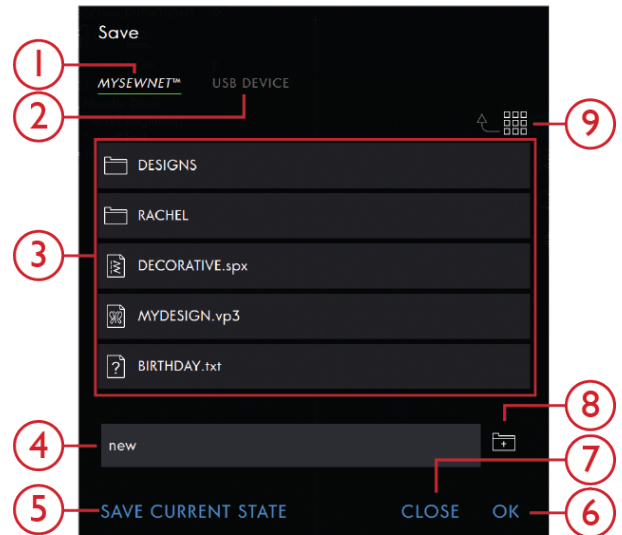 Save
1
MYSEWNET™ USB DEVICE
2
9
DESIGNS
RACHEL
3
DECORATIVE.spx
MYDESIGN.vp3
BIRTHDAY.txt
8
4
new
7
5
SAVE CURRENT STATE CLOSE OK
6